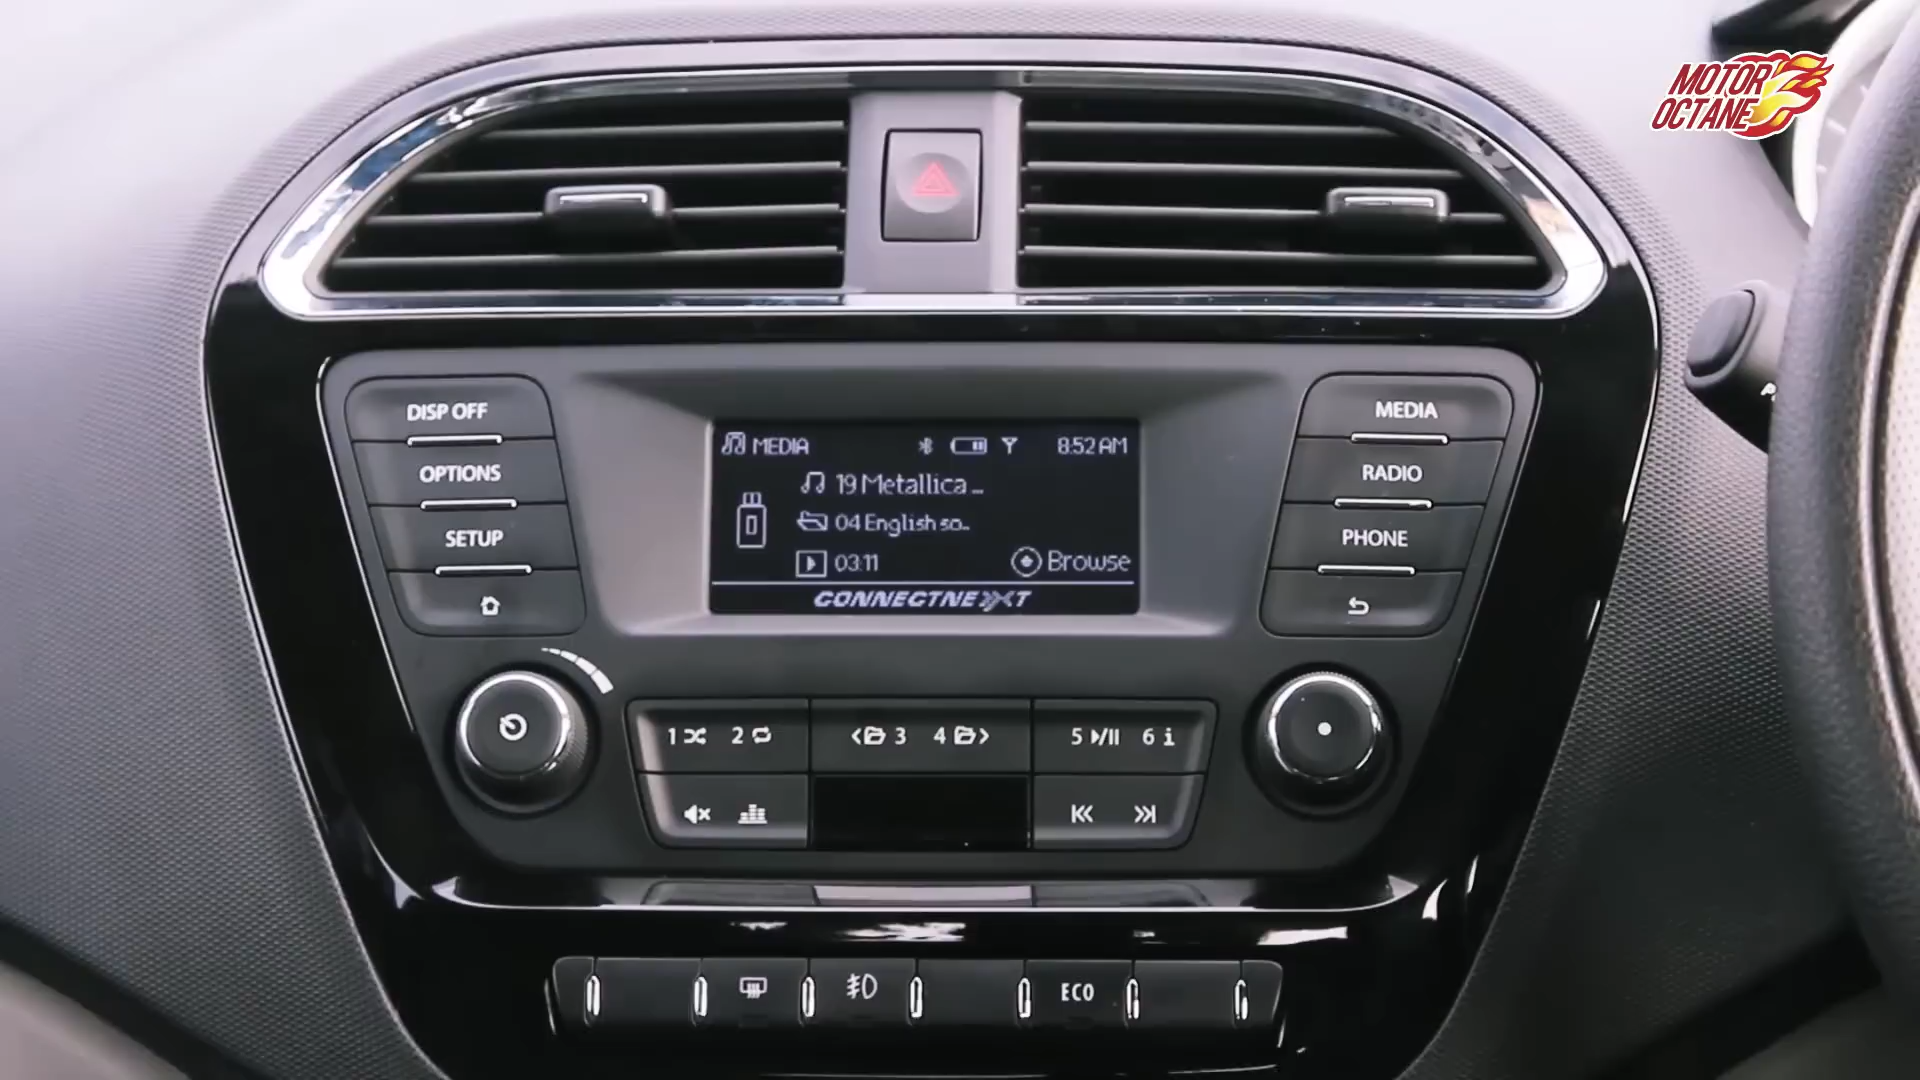 MOTOR
OCTANE
DISP OFF
OPTIONS
SETUP
MEDIA 8:52 AM
19 Metallica ...
04 English so..
03:11 Browse
CONNECTNEXT
MEDIA
RADIO
PHONE
1 2 3 4 5 6 i
ECO